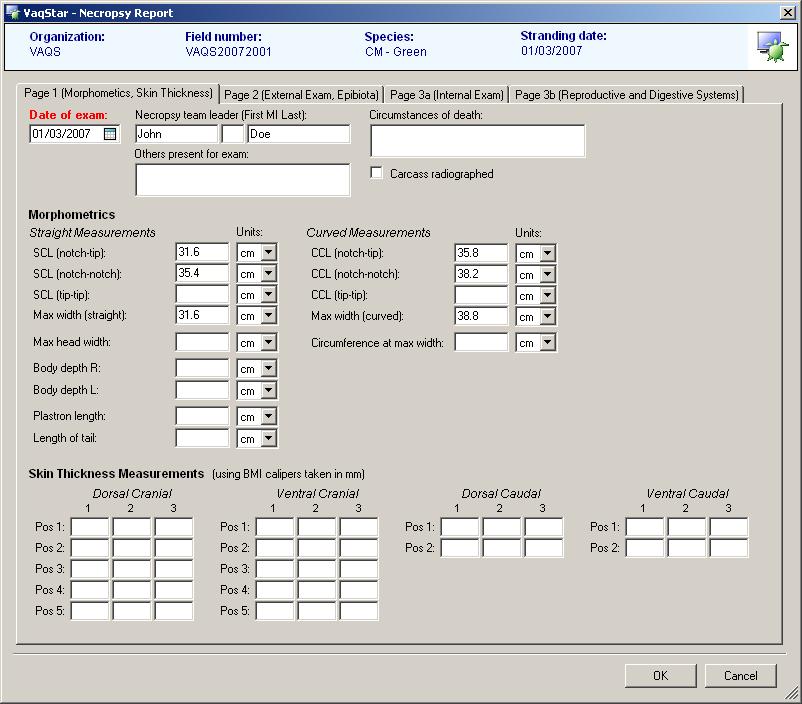 VaqStar - Necropsy Report
Organization: Field number: Species: Stranding date:
VAQS VAQS20072001 CM - Green 01/03/2007
Page 1 (Morphometics, Skin Thickness) Page 2 (External Exam, Epibiota) Page 3a (Internal Exam) Page 3b (Reproductive and Digestive Systems)
Date of exam: Necropsy team leader (First MI Last): Circumstances of death:
01/03/2007 John Doe
Others present for exam:
Carcass radiographed
Morphometrics
Straight Measurements Units: Curved Measurements Units:
SCL (notch-tip): 31.6 cm CCL (notch-tip): 35.8 cm
SCL (notch-notch): 35.4 cm CCL (notch-notch): 38.2 cm
SCL (tip-tip): cm CCL (tip-tip): cm
Max width (straight): 31.6 cm Max width (curved): 38.8 cm
Max head width: cm Circumference at max width: cm
Body depth R: cm
Body depth L: cm
Plastron length: cm
Length of tail: cm
Skin Thickness Measurements (using BMI calipers taken in mm)
Dorsal Cranial Ventral Cranial Dorsal Caudal Ventral Caudal
1 2 3 1 2 3 1 2 3 1 2 3
Pos 1: Pos 1: Pos 1: Pos 1:
Pos 2: Pos 2: Pos 2: Pos 2:
Pos 3: Pos 3:
Pos 4: Pos 4:
Pos 5: Pos 5:
OK Cancel